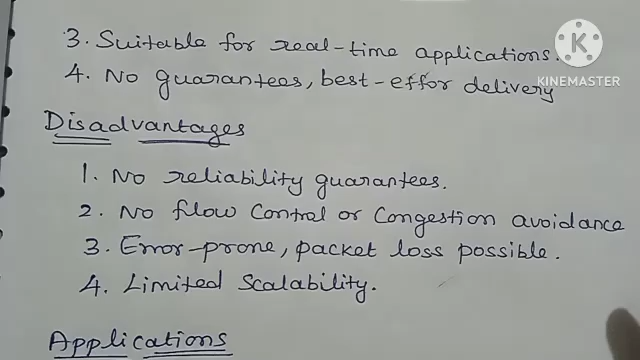 3. Suitable for real-time applications.
4. No guarantees, best-effor delivery
KINEMASTER
Disadvantages
1. No reliability guarantees.
2. No flow control or congestion avoidance
3. Error-prone, packet loss possible.
4. Limited Scalability.
Applications